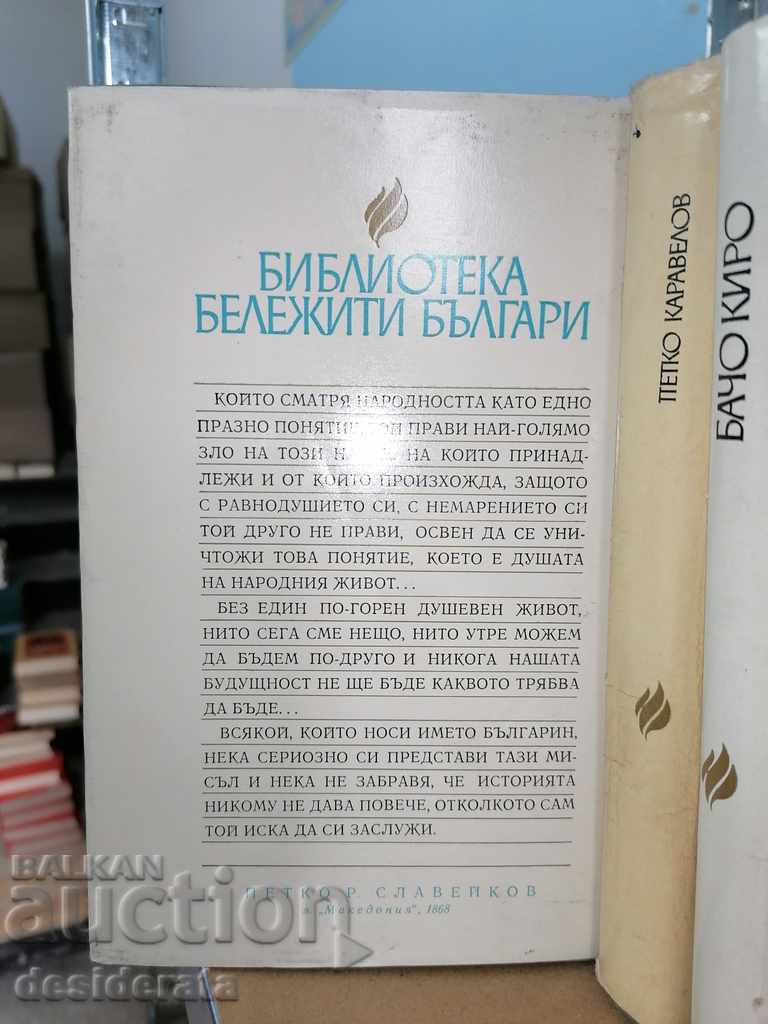 БИБЛИОТЕКА
БЕЛЕЖИТИ БЪЛГАРИ
КОЙТО СМАТРЯ НАРОДНОСТТА КАТО ЕДНО
ПРАЗНО ПОНЯТИЕ, ТОЙ ПРАВИ НАЙ-ГОЛЯМО
ЗЛО НА ТОЗИ НА КОЙТО ПРИНАД-
ЛЕЖИ И ОТ КОЙТО ПРОИЗХОЖДА, ЗАЩОТО
С РАВНОДУШИЕТО СИ, С НЕМАРЕНИЕТО СИ
ТОЙ ДРУГО НЕ ПРАВИ, ОСВЕН ДА СЕ УНИ-
ЧТОЖИ ТОВА ПОНЯТИЕ, КОЕТО Е ДУШАТА
НА НАРОДНИЯ ЖИВОТ...
БЕЗ ЕДИН ПО-ГОРЕН ДУШЕВЕН ЖИВОТ,
НИТО СЕГА СМЕ НЕЩО, НИТО УТРЕ МОЖЕМ
ДА БЪДЕМ ПО-ДРУГО И НИКОГА НАШАТА
БУДУЩНОСТ НЕ ЩЕ БЪДЕ КАКВОТО ТРЯБВА
ДА БЪДЕ...
ВСЯКОЙ, КОЙТО НОСИ ИМЕТО БЪЛГАРИН,
НЕКА СЕРИОЗНО СИ ПРЕДСТАВИ ТАЗИ МИ-
СЪЛ И НЕКА НЕ ЗАБРАВЯ, ЧЕ ИСТОРИЯТА
НИКОМУ НЕ ДАВА ПОВЕЧЕ, ОТКОЛКОТО САМ
ТОЙ ИСКА ДА СИ ЗАСЛУЖИ.
ПЕТКО Р. СЛАВЕЙКОВ
в. „Македония", 1868
ПЕТКО КАРАВЕЛОВ
БАЧО КИРО
BALKAN
auction
desiderata